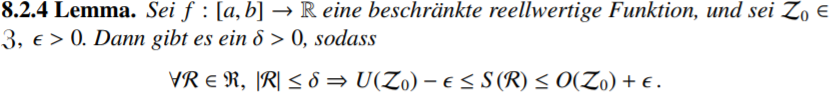 8.2.4 Lemma. Sei f : [a, b] → ℝ eine beschränkte reellwertige Funktion, und sei 𝒵₀ ∈
ℨ, ϵ > 0. Dann gibt es ein δ > 0, sodass
∀ℛ ∈ ℜ, |ℛ| ≤ δ ⇒ U(𝒵₀) − ϵ ≤ S(ℛ) ≤ O(𝒵₀) + ϵ .